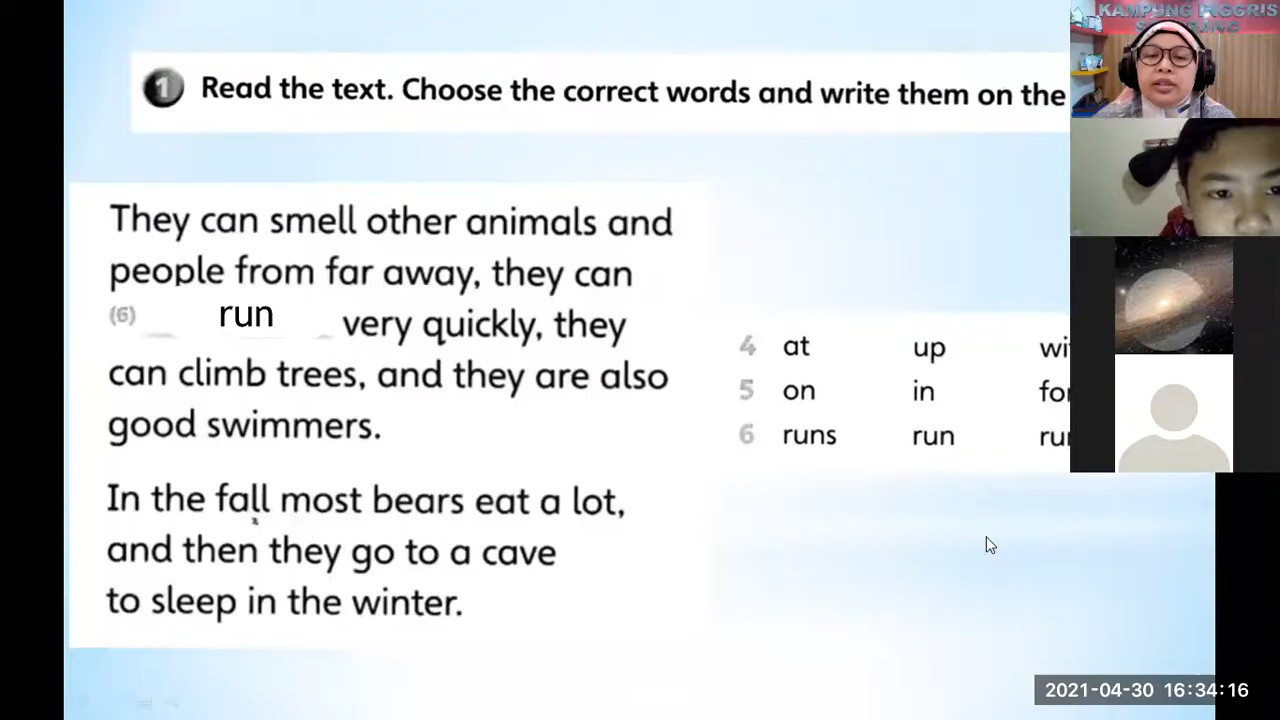 KAMPUNG INGGRIS
1 Read the text. Choose the correct words and write them on the
They can smell other animals and
people from far away, they can
(6) run very quickly, they
can climb trees, and they are also
good swimmers.
In the fall most bears eat a lot,
and then they go to a cave
to sleep in the winter.
4 at up
5 on in
6 runs run
2021-04-30 16:34:16